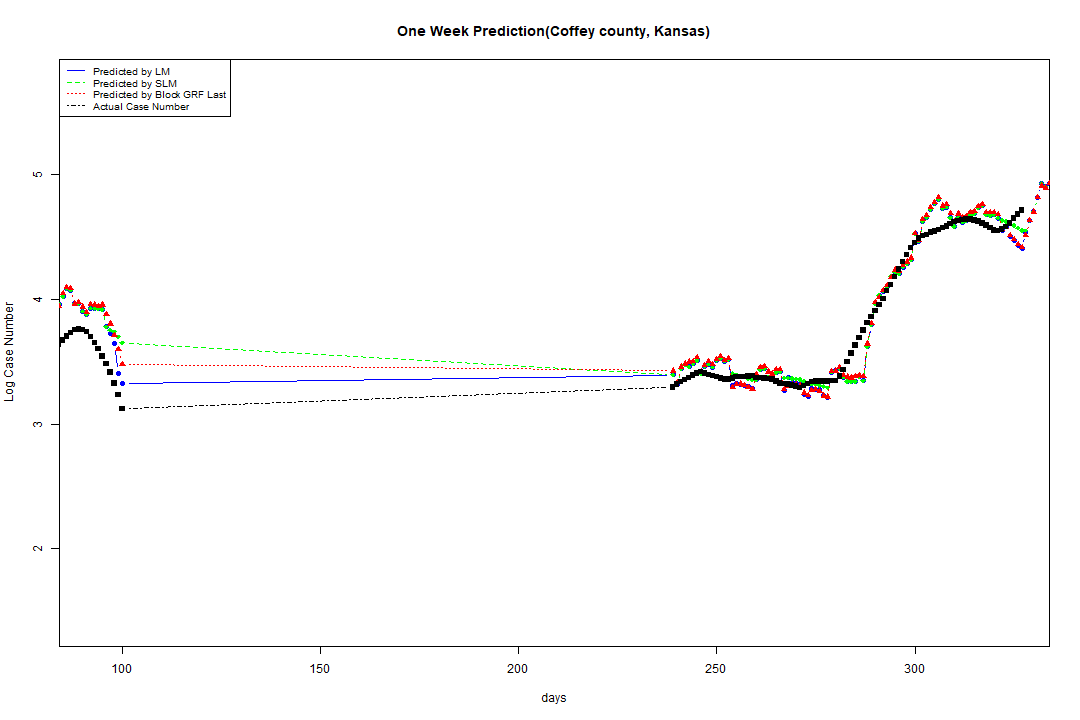 One Week Prediction(Coffey county, Kansas)
Predicted by LM
Predicted by SLM
Predicted by Block GRF Last
Actual Case Number
Log Case Number
5
4
3
2
100 150 200 250 300
days